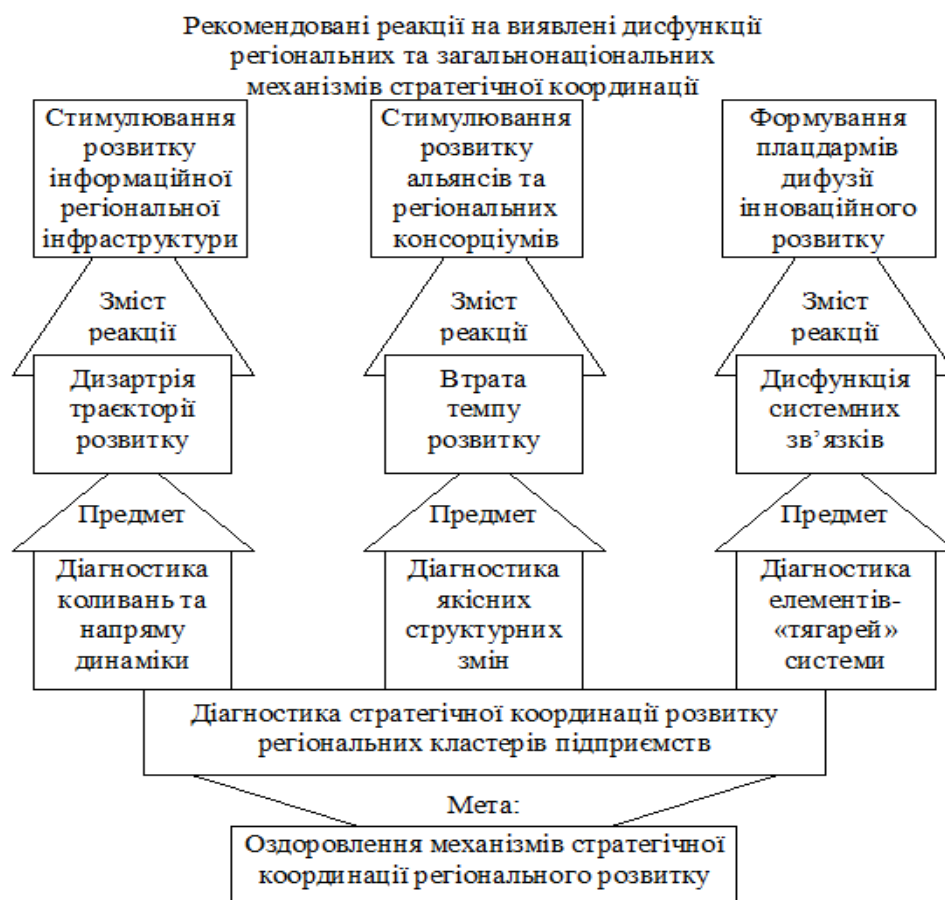 Рекомендовані реакції на виявлені дисфункції
регіональних та загальнонаціональних
механізмів стратегічної координації
Стимулювання
розвитку
інформаційної
регіональної
інфраструктури
Стимулювання
розвитку
альянсів та
регіональних
консорціумів
Формування
плацдармів
дифузії
інноваційного
розвитку
Зміст
реакції
Зміст
реакції
Зміст
реакції
Дизартрія
траєкторії
розвитку
Втрата
темпу
розвитку
Дисфункція
системних
зв’язків
Предмет
Предмет
Предмет
Діагностика
коливань та
напряму
динаміки
Діагностика
якісних
структурних
змін
Діагностика
елементів-
«тягарей»
системи
Діагностика стратегічної координації розвитку
регіональних кластерів підприємств
Мета:
Оздоровлення механізмів стратегічної
координації регіонального розвитку